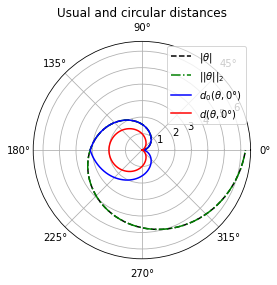 Usual and circular distances
90°
135°
45°
|θ|
||θ||₂
d₀(θ, 0°)
d(θ, 0°)
1
2
3
6
180°
0°
225°
315°
270°